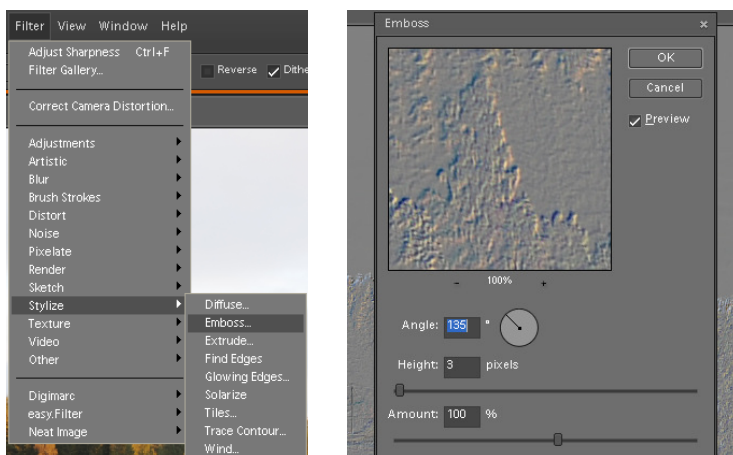 Filter View Window Help
Adjust Sharpness Ctrl+F
Filter Gallery...
Reverse Dithe
Correct Camera Distortion...
Adjustments
Artistic
Blur
Brush Strokes
Distort
Noise
Pixelate
Render
Sketch
Stylize
Texture
Video
Other
Digimarc
easy.Filter
Neat Image
Diffuse...
Emboss...
Extrude...
Find Edges
Glowing Edges...
Solarize
Tiles...
Trace Contour...
Wind...
Emboss
OK
Cancel
Preview
- 100% +
Angle: 135 °
Height: 3 pixels
Amount: 100 %